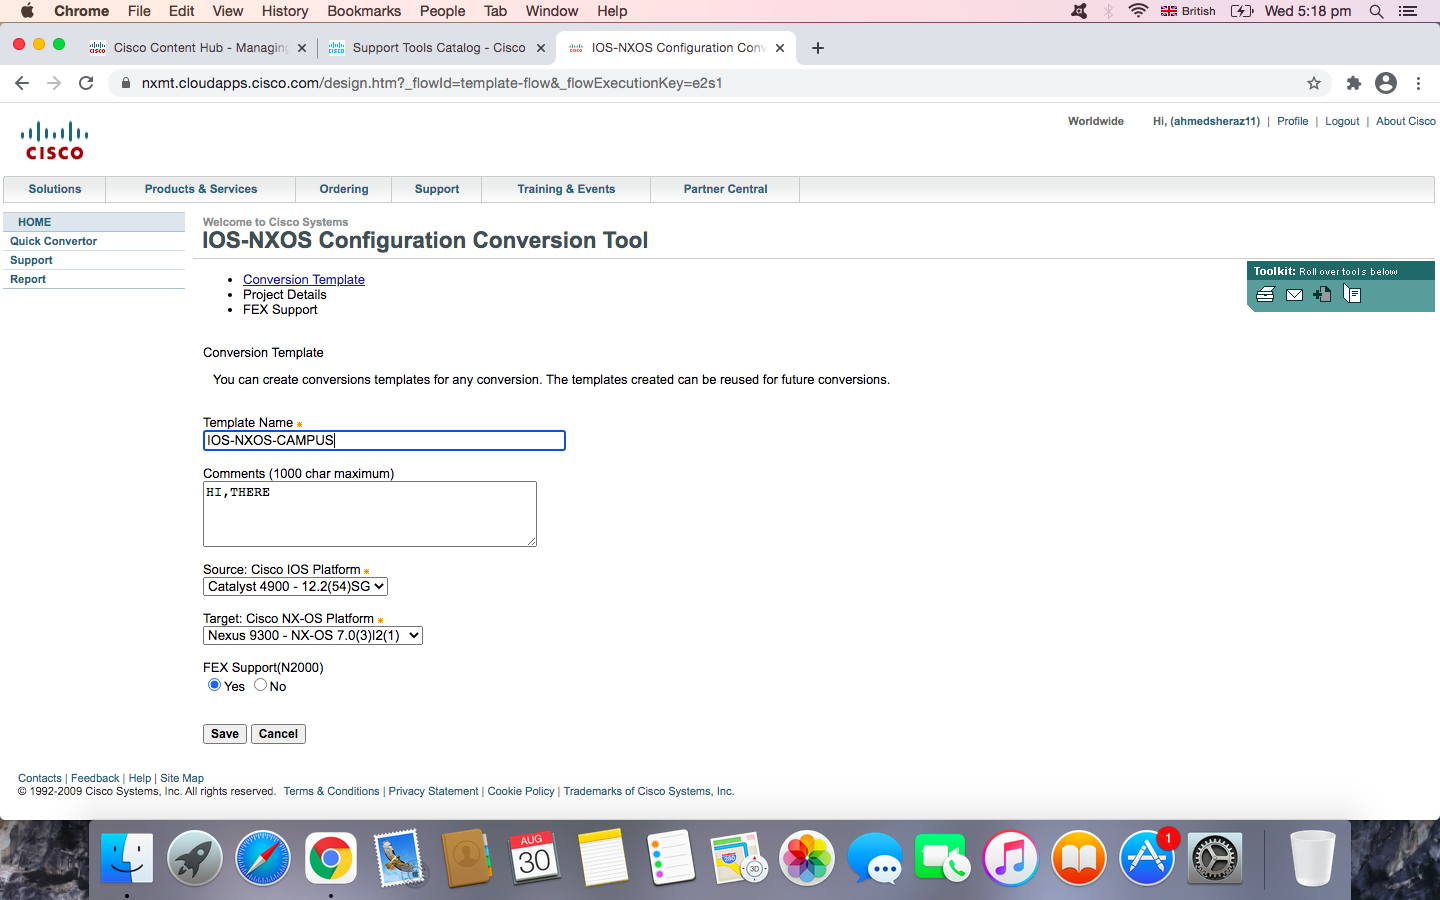 Chrome File Edit View History Bookmarks People Tab Window Help British Wed 5:18 pm
Cisco Content Hub - Managing Support Tools Catalog - Cisco IOS-NXOS Configuration Conv
nxmt.cloudapps.cisco.com/design.htm?_flowId=template-flow&_flowExecutionKey=e2s1
CISCO
Worldwide Hi, (ahmedsheraz11) | Profile | Logout | About Cisco
Solutions Products & Services Ordering Support Training & Events Partner Central
HOME
Quick Convertor
Support
Report
Welcome to Cisco Systems
IOS-NXOS Configuration Conversion Tool
Conversion Template
Project Details
FEX Support
Toolkit: Roll over tools below
Conversion Template
You can create conversions templates for any conversion. The templates created can be reused for future conversions.
Template Name
IOS-NXOS-CAMPUS
Comments (1000 char maximum)
HI,THERE
Source: Cisco IOS Platform
Catalyst 4900 - 12.2(54)SG
Target: Cisco NX-OS Platform
Nexus 9300 - NX-OS 7.0(3)I2(1)
FEX Support(N2000)
Yes No
Save Cancel
Contacts | Feedback | Help | Site Map
© 1992-2009 Cisco Systems, Inc. All rights reserved. Terms & Conditions | Privacy Statement | Cookie Policy | Trademarks of Cisco Systems, Inc.
AUG
30
280
3D
1